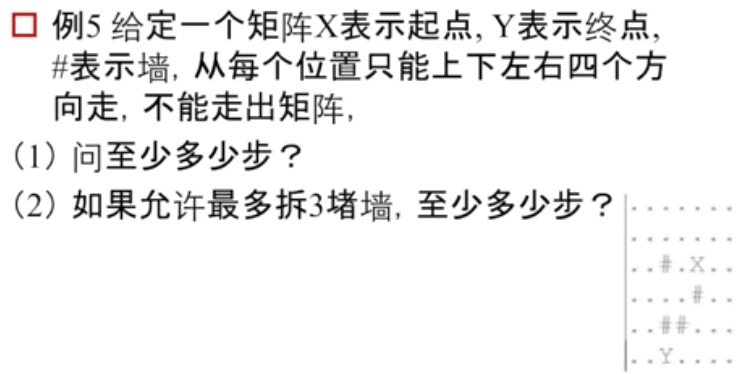 例5 给定一个矩阵X表示起点, Y表示终点,
#表示墙, 从每个位置只能上下左右四个方
向走, 不能走出矩阵,
(1) 问至少多少步？
(2) 如果允许最多拆3堵墙, 至少多少步？
.......
.......
..#.X..
....#..
..##...
..Y....